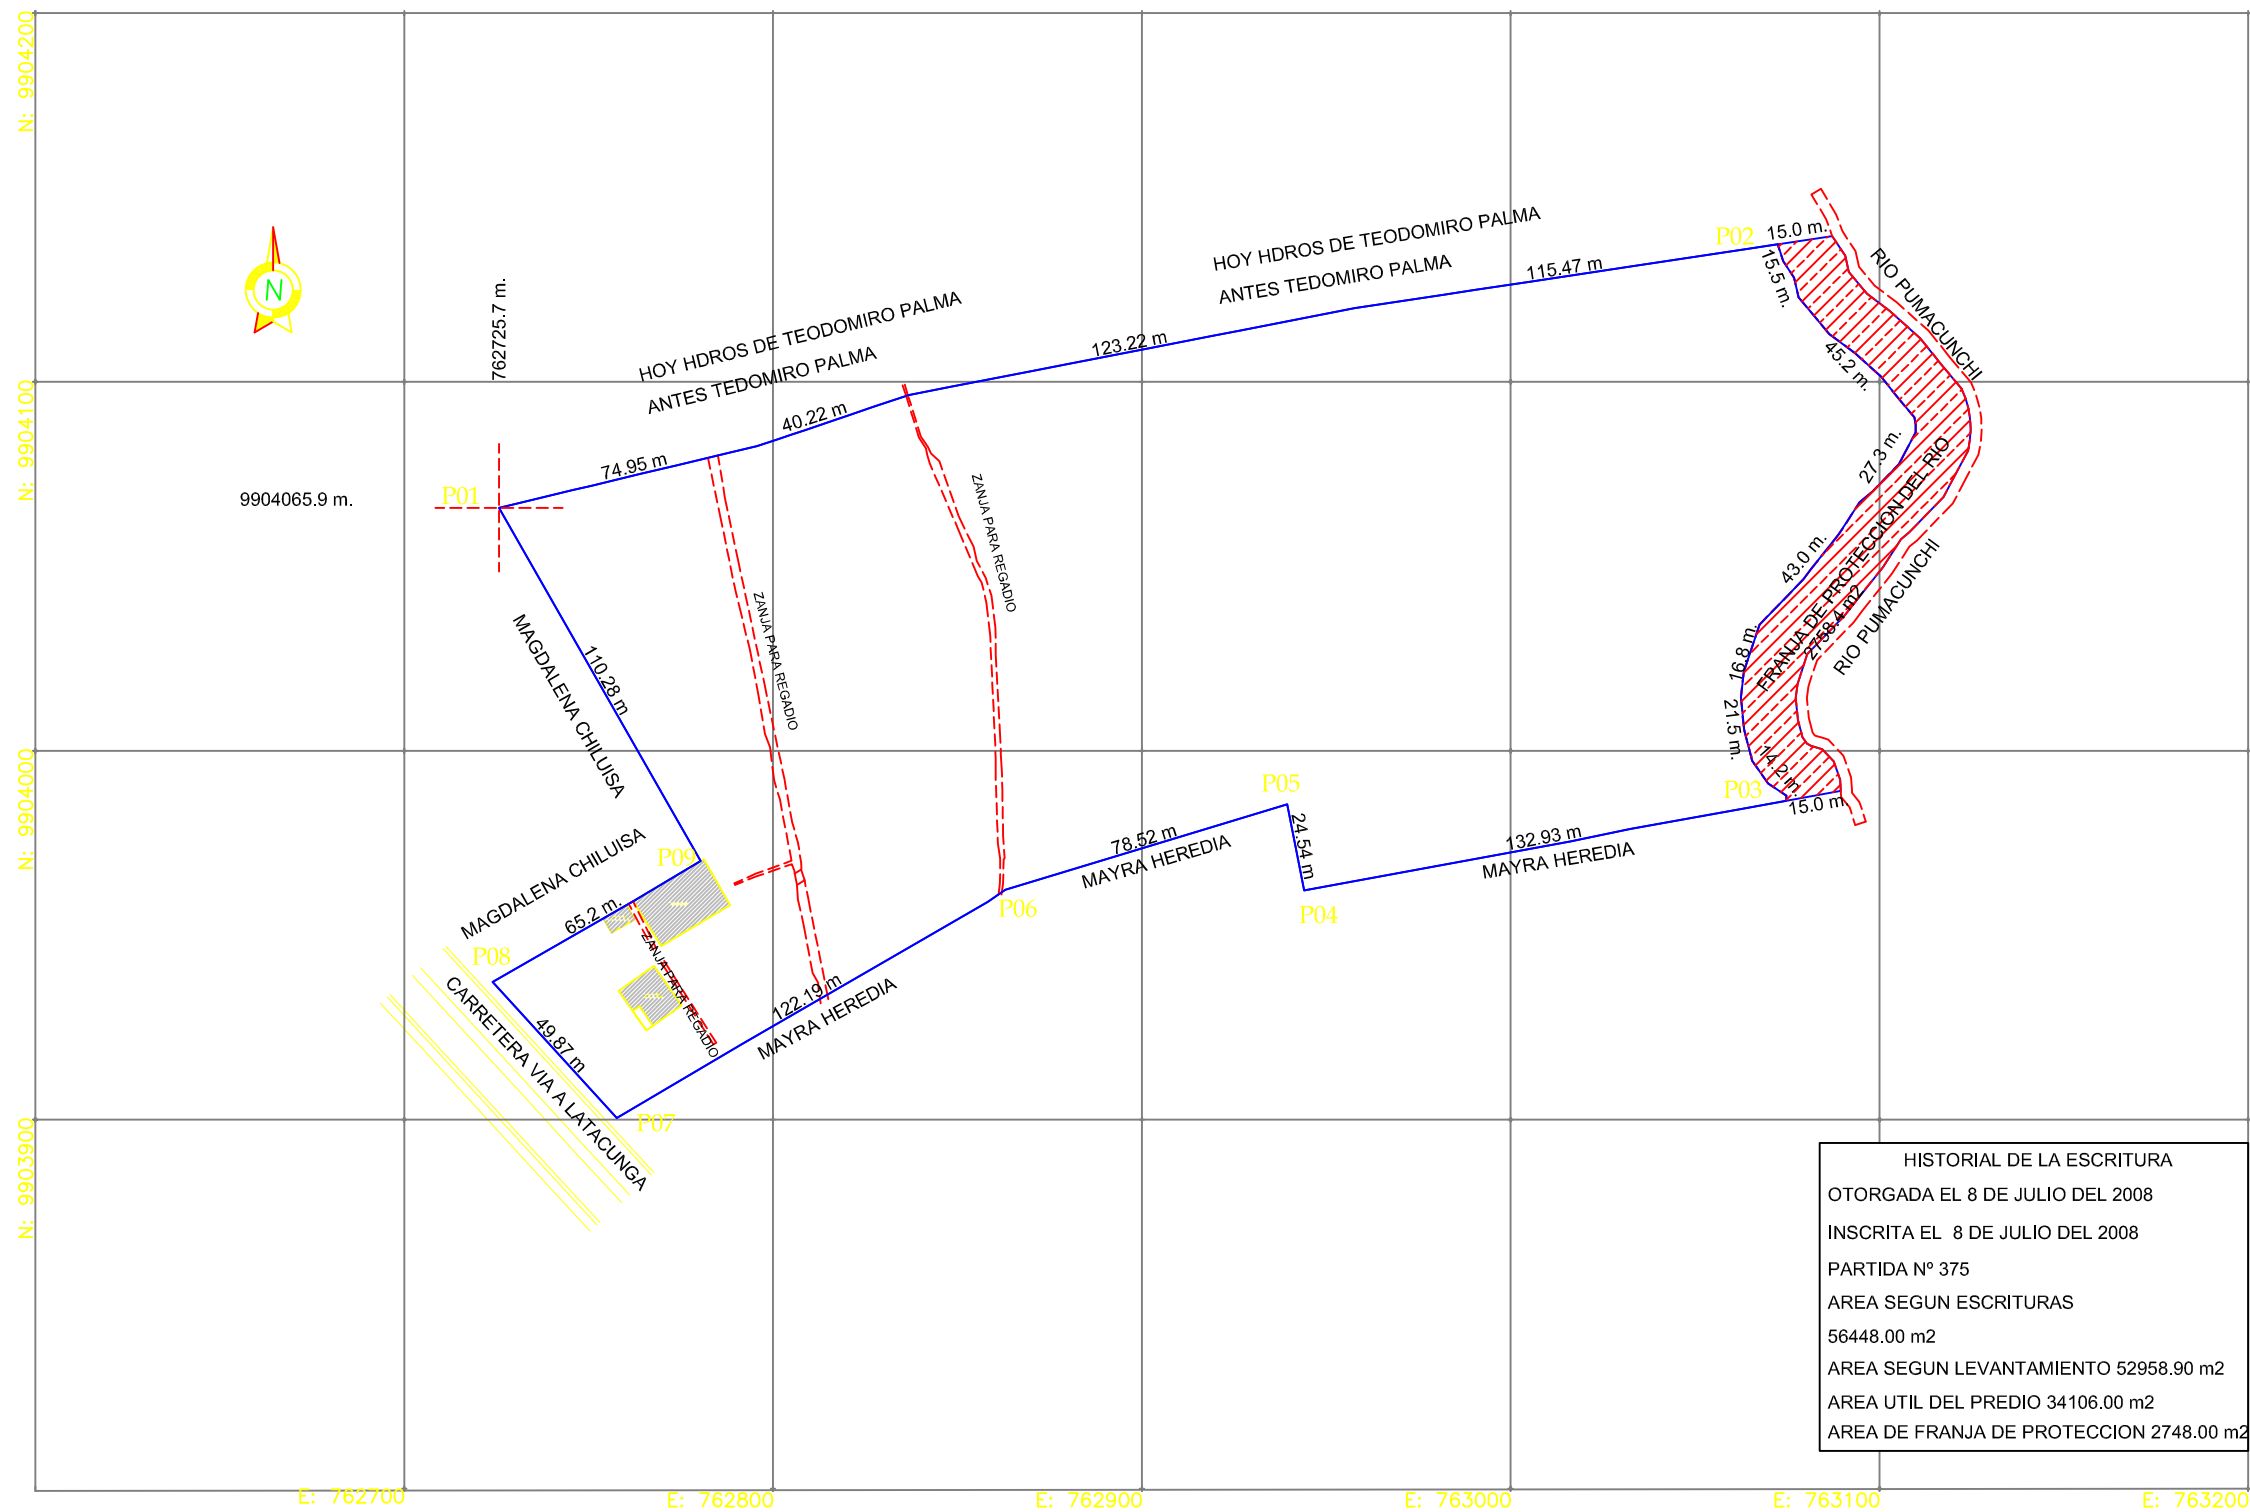 N: 9904200
N: 9904100
N: 9904000
N: 9903900
E: 762700
E: 762800
E: 762900
E: 763000
E: 763100
E: 763200
N
762725.7 m.
9904065.9 m.
P01
HOY HDROS DE TEODOMIRO PALMA
ANTES TEDOMIRO PALMA
74.95 m
40.22 m
123.22 m
HOY HDROS DE TEODOMIRO PALMA
ANTES TEDOMIRO PALMA
115.47 m
P02
15.0 m.
15.5 m.
45.2 m.
27.3 m.
43.0 m.
16.8 m.
21.5 m.
14.2 m.
RIO PUMACUNCHI
FRANJA DE PROTECCION DEL RIO
2758.4 m2
RIO PUMACUNCHI
P03
15.0 m
132.93 m
MAYRA HEREDIA
P04
24.54 m
P05
78.52 m
MAYRA HEREDIA
P06
122.19 m
MAYRA HEREDIA
P07
49.87 m
CARRETERA VIA A LATACUNGA
P08
65.2 m.
MAGDALENA CHILUISA
P09
110.28 m
MAGDALENA CHILUISA
ZANJA PARA REGADIO
ZANJA PARA REGADIO
ZANJA PARA REGADIO
HISTORIAL DE LA ESCRITURA
OTORGADA EL 8 DE JULIO DEL 2008
INSCRITA EL 8 DE JULIO DEL 2008
PARTIDA Nº 375
AREA SEGUN ESCRITURAS
56448.00 m2
AREA SEGUN LEVANTAMIENTO 52958.90 m2
AREA UTIL DEL PREDIO 34106.00 m2
AREA DE FRANJA DE PROTECCION 2748.00 m2